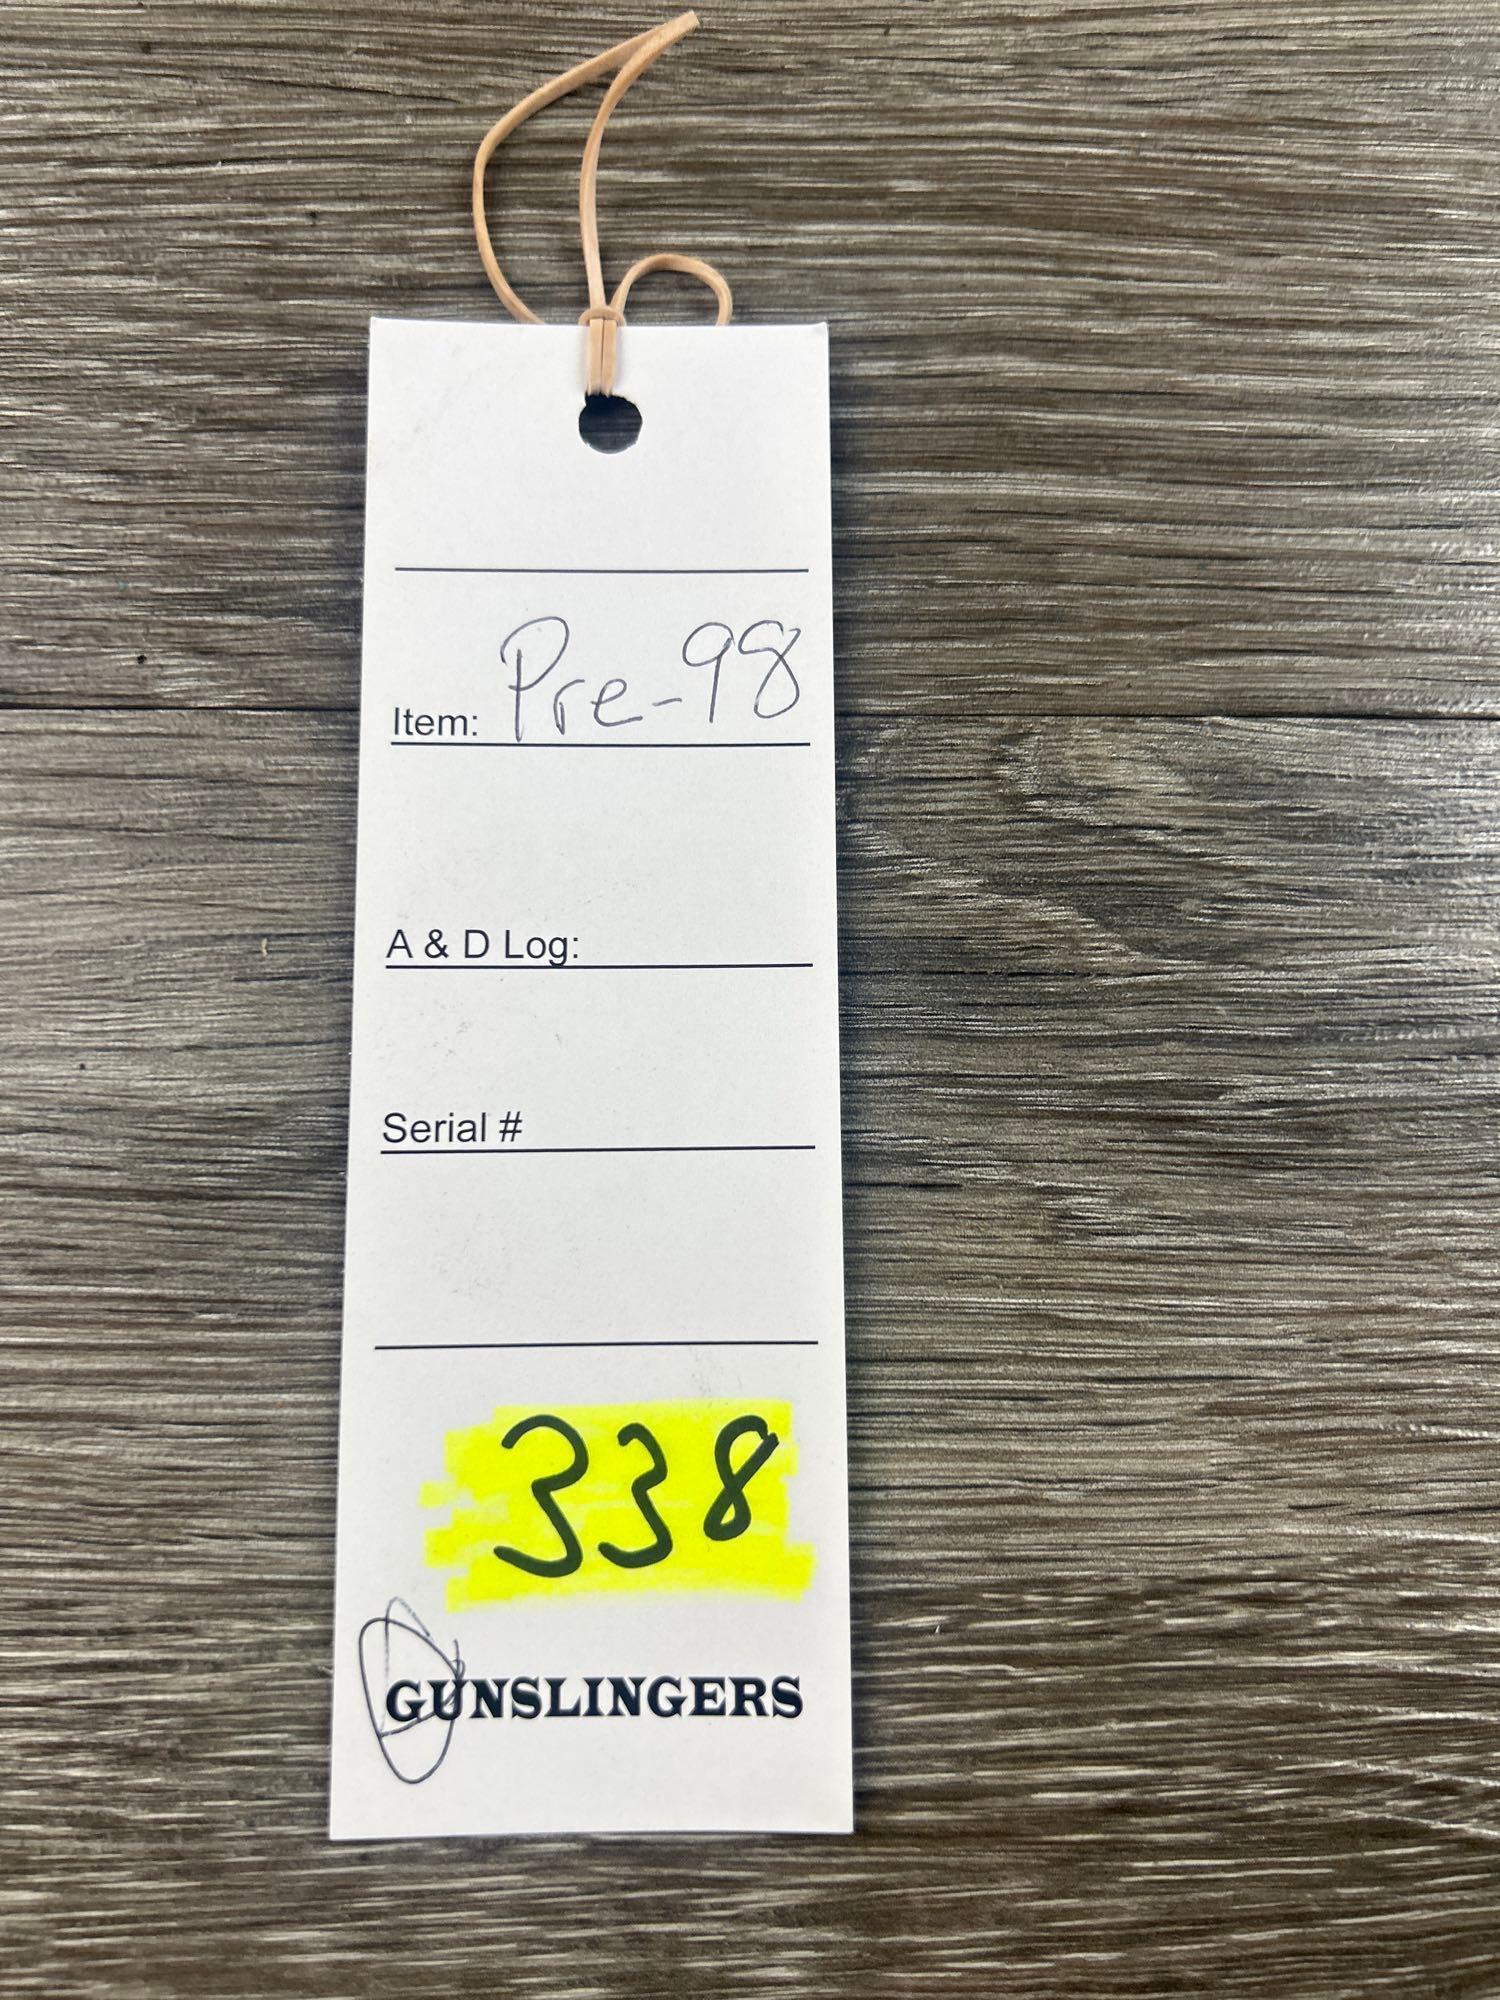 Item: Pre-98
A & D Log:
Serial #
338
GUNSLINGERS